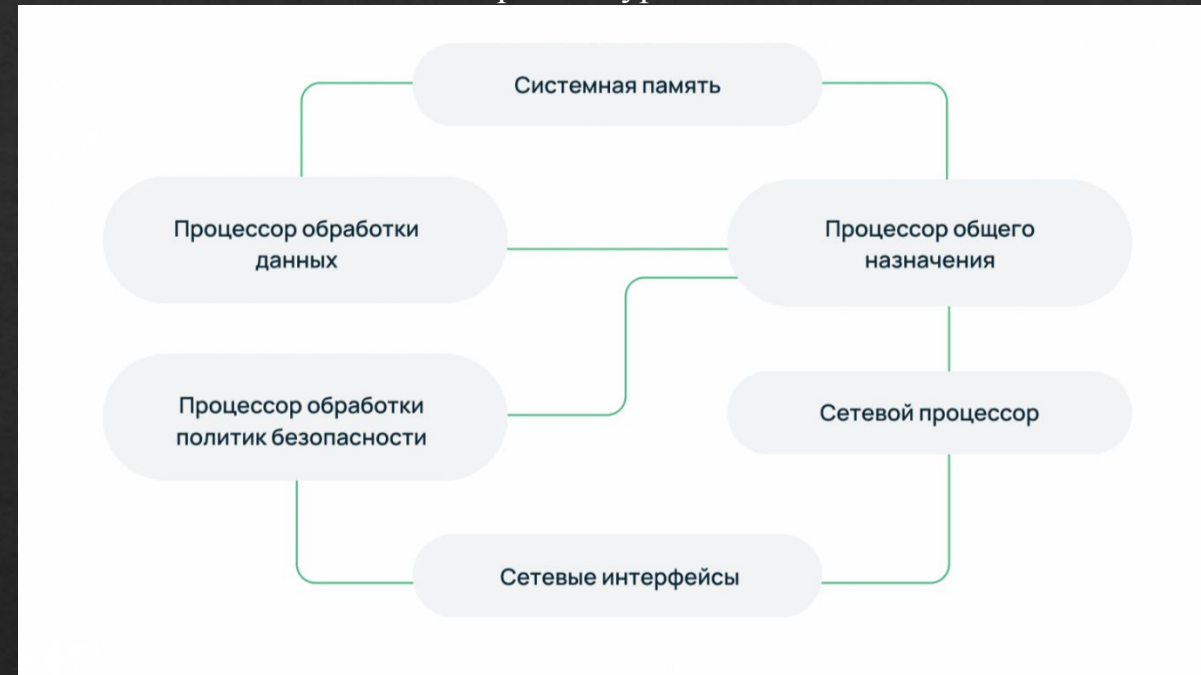 Системная память
Процессор обработки
данных
Процессор общего
назначения
Процессор обработки
политик безопасности
Сетевой процессор
Сетевые интерфейсы